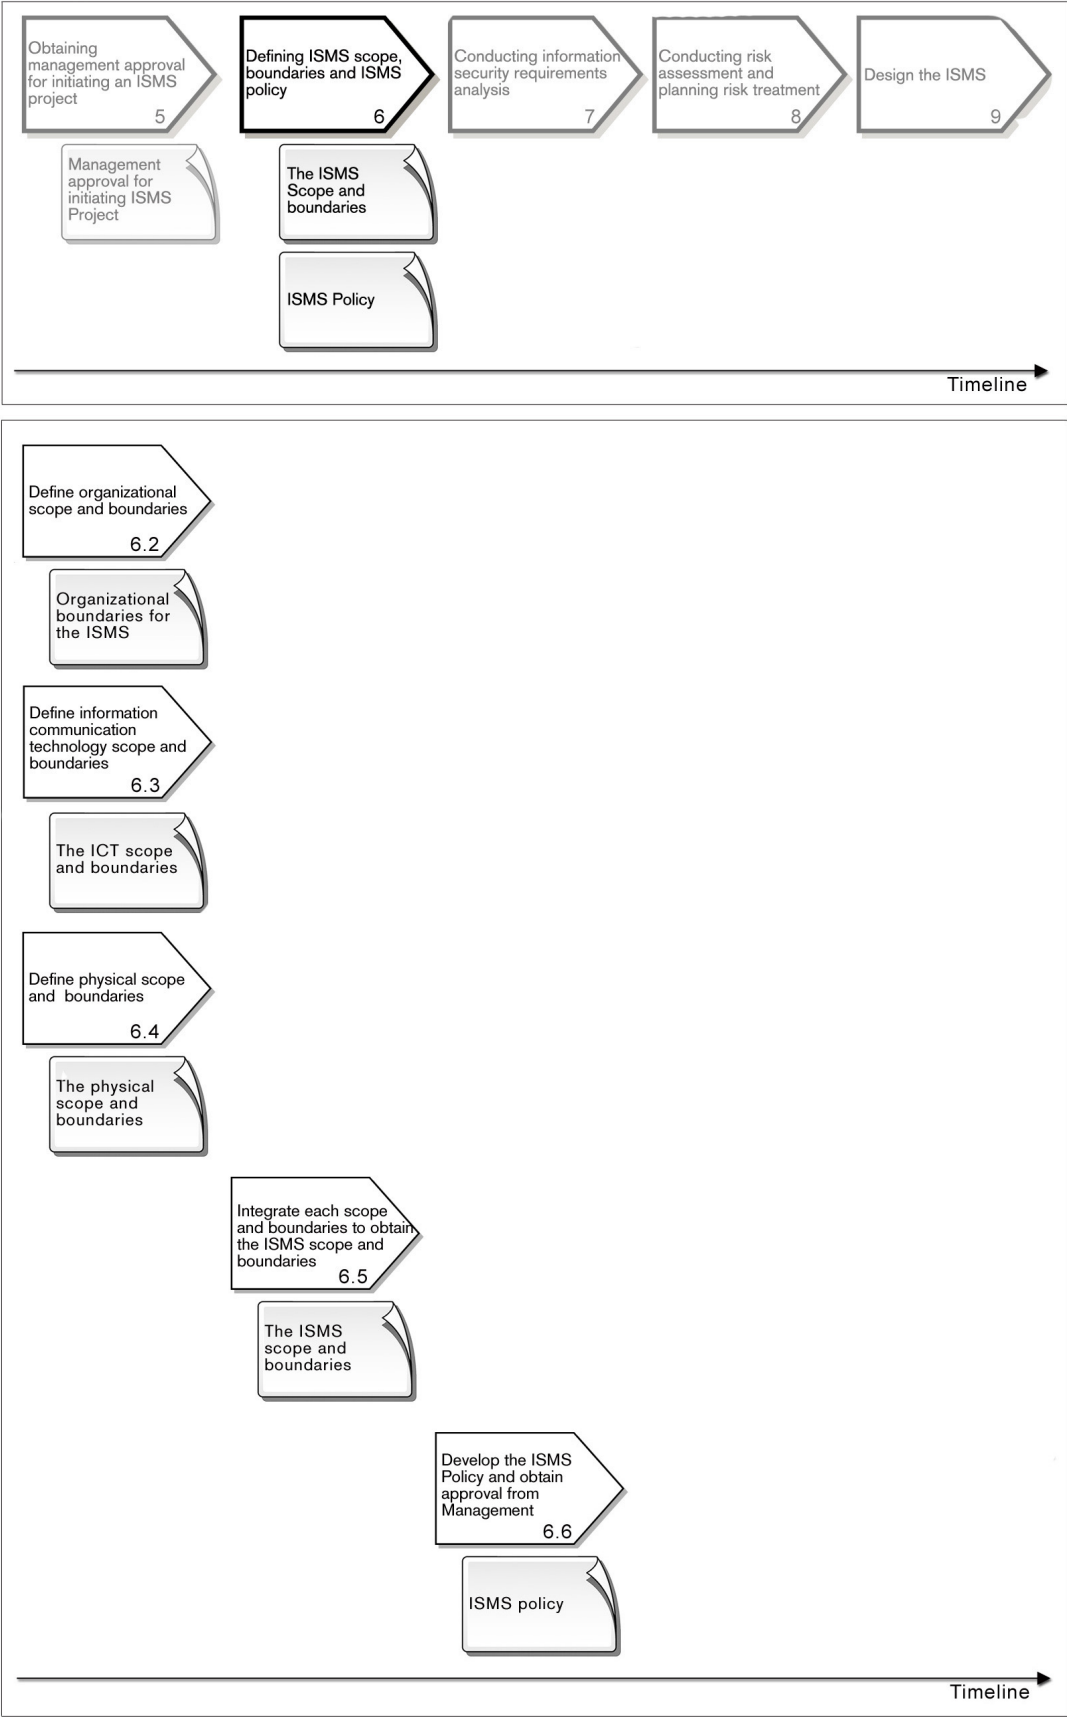 Obtaining
management approval
for initiating an ISMS
project
5
Defining ISMS scope,
boundaries and ISMS
policy
6
Conducting information
security requirements
analysis
7
Conducting risk
assessment and
planning risk treatment
8
Design the ISMS
9
Management
approval for
initiating ISMS
Project
The ISMS
Scope and
boundaries
ISMS Policy
Timeline
Define organizational
scope and boundaries
6.2
Organizational
boundaries for
the ISMS
Define information
communication
technology scope and
boundaries
6.3
The ICT scope
and boundaries
Define physical scope
and boundaries
6.4
The physical
scope and
boundaries
Integrate each scope
and boundaries to obtain
the ISMS scope and
boundaries
6.5
The ISMS
scope and
boundaries
Develop the ISMS
Policy and obtain
approval from
Management
6.6
ISMS policy
Timeline